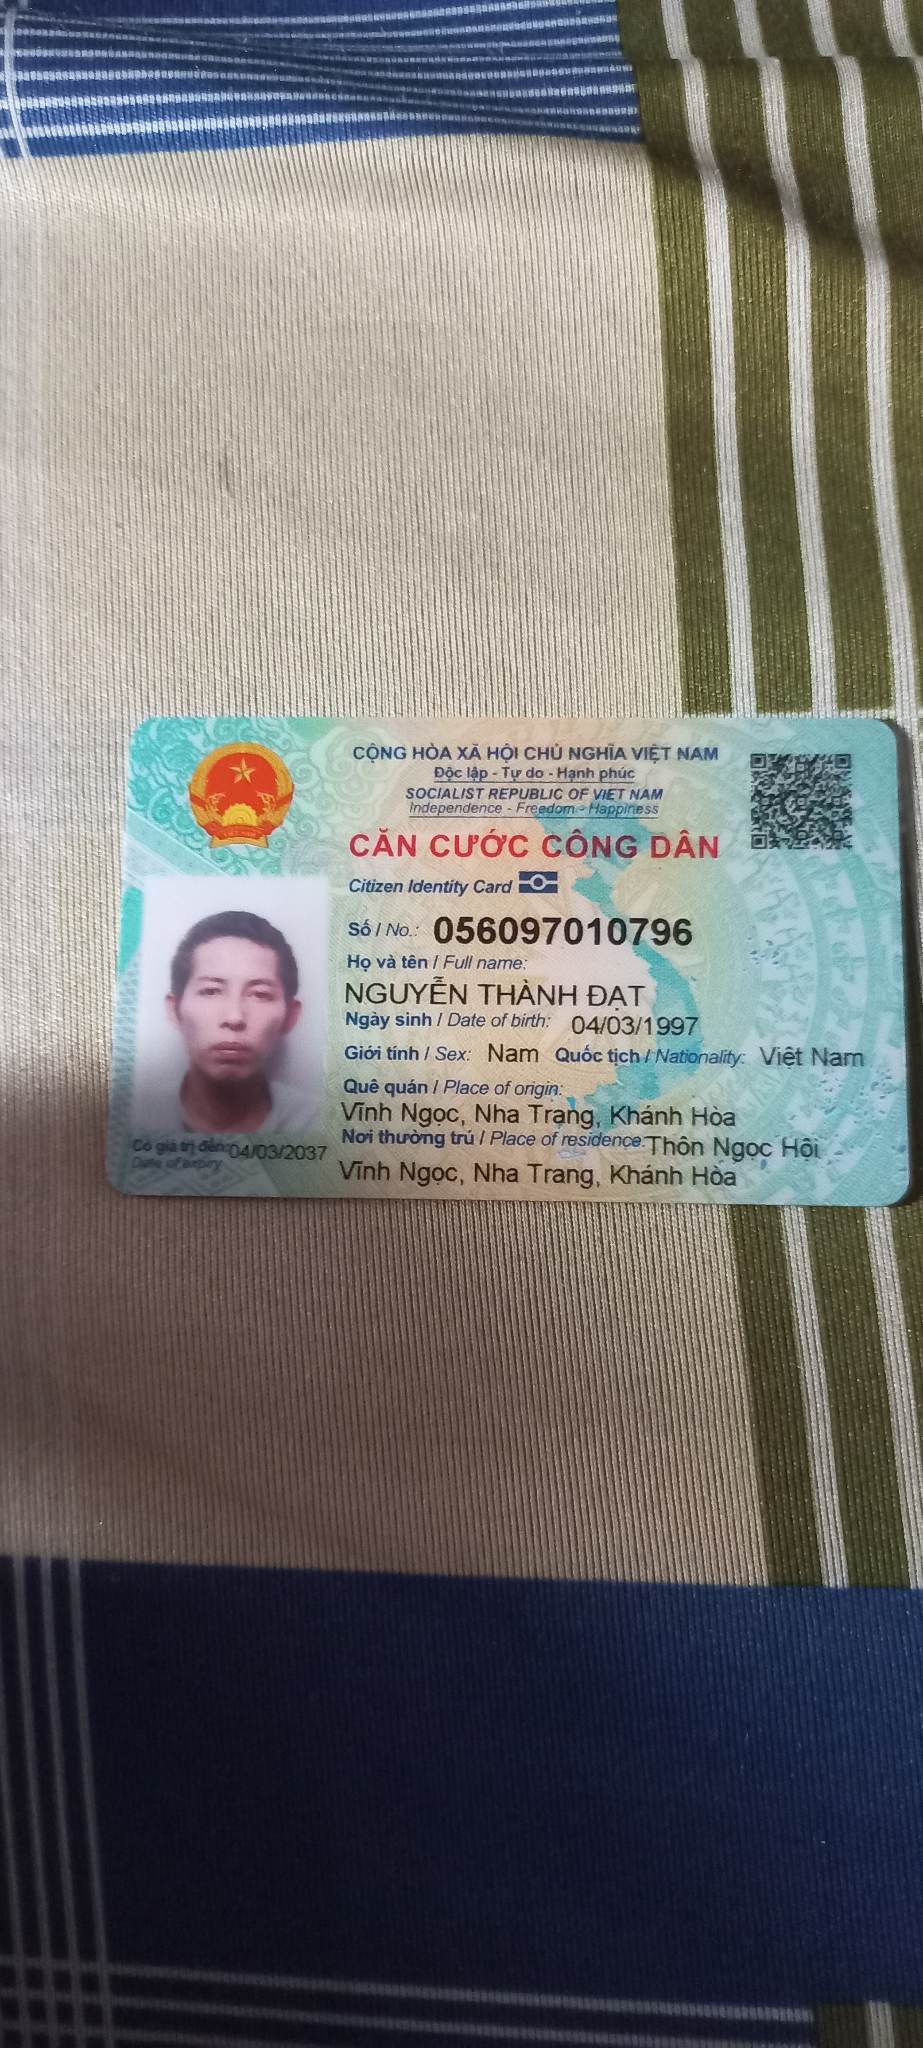 CỘNG HÒA XÃ HỘI CHỦ NGHĨA VIỆT NAM
Độc lập - Tự do - Hạnh phúc
SOCIALIST REPUBLIC OF VIET NAM
Independence - Freedom - Happiness
CĂN CƯỚC CÔNG DÂN
Citizen Identity Card
Số / No.: 056097010796
Họ và tên / Full name:
NGUYỄN THÀNH ĐẠT
Ngày sinh / Date of birth: 04/03/1997
Giới tính / Sex: Nam Quốc tịch / Nationality: Việt Nam
Quê quán / Place of origin:
Vĩnh Ngọc, Nha Trang, Khánh Hòa
Nơi thường trú / Place of residence: Thôn Ngọc Hội
Vĩnh Ngọc, Nha Trang, Khánh Hòa
Có giá trị đến: 04/03/2037
Date of expiry